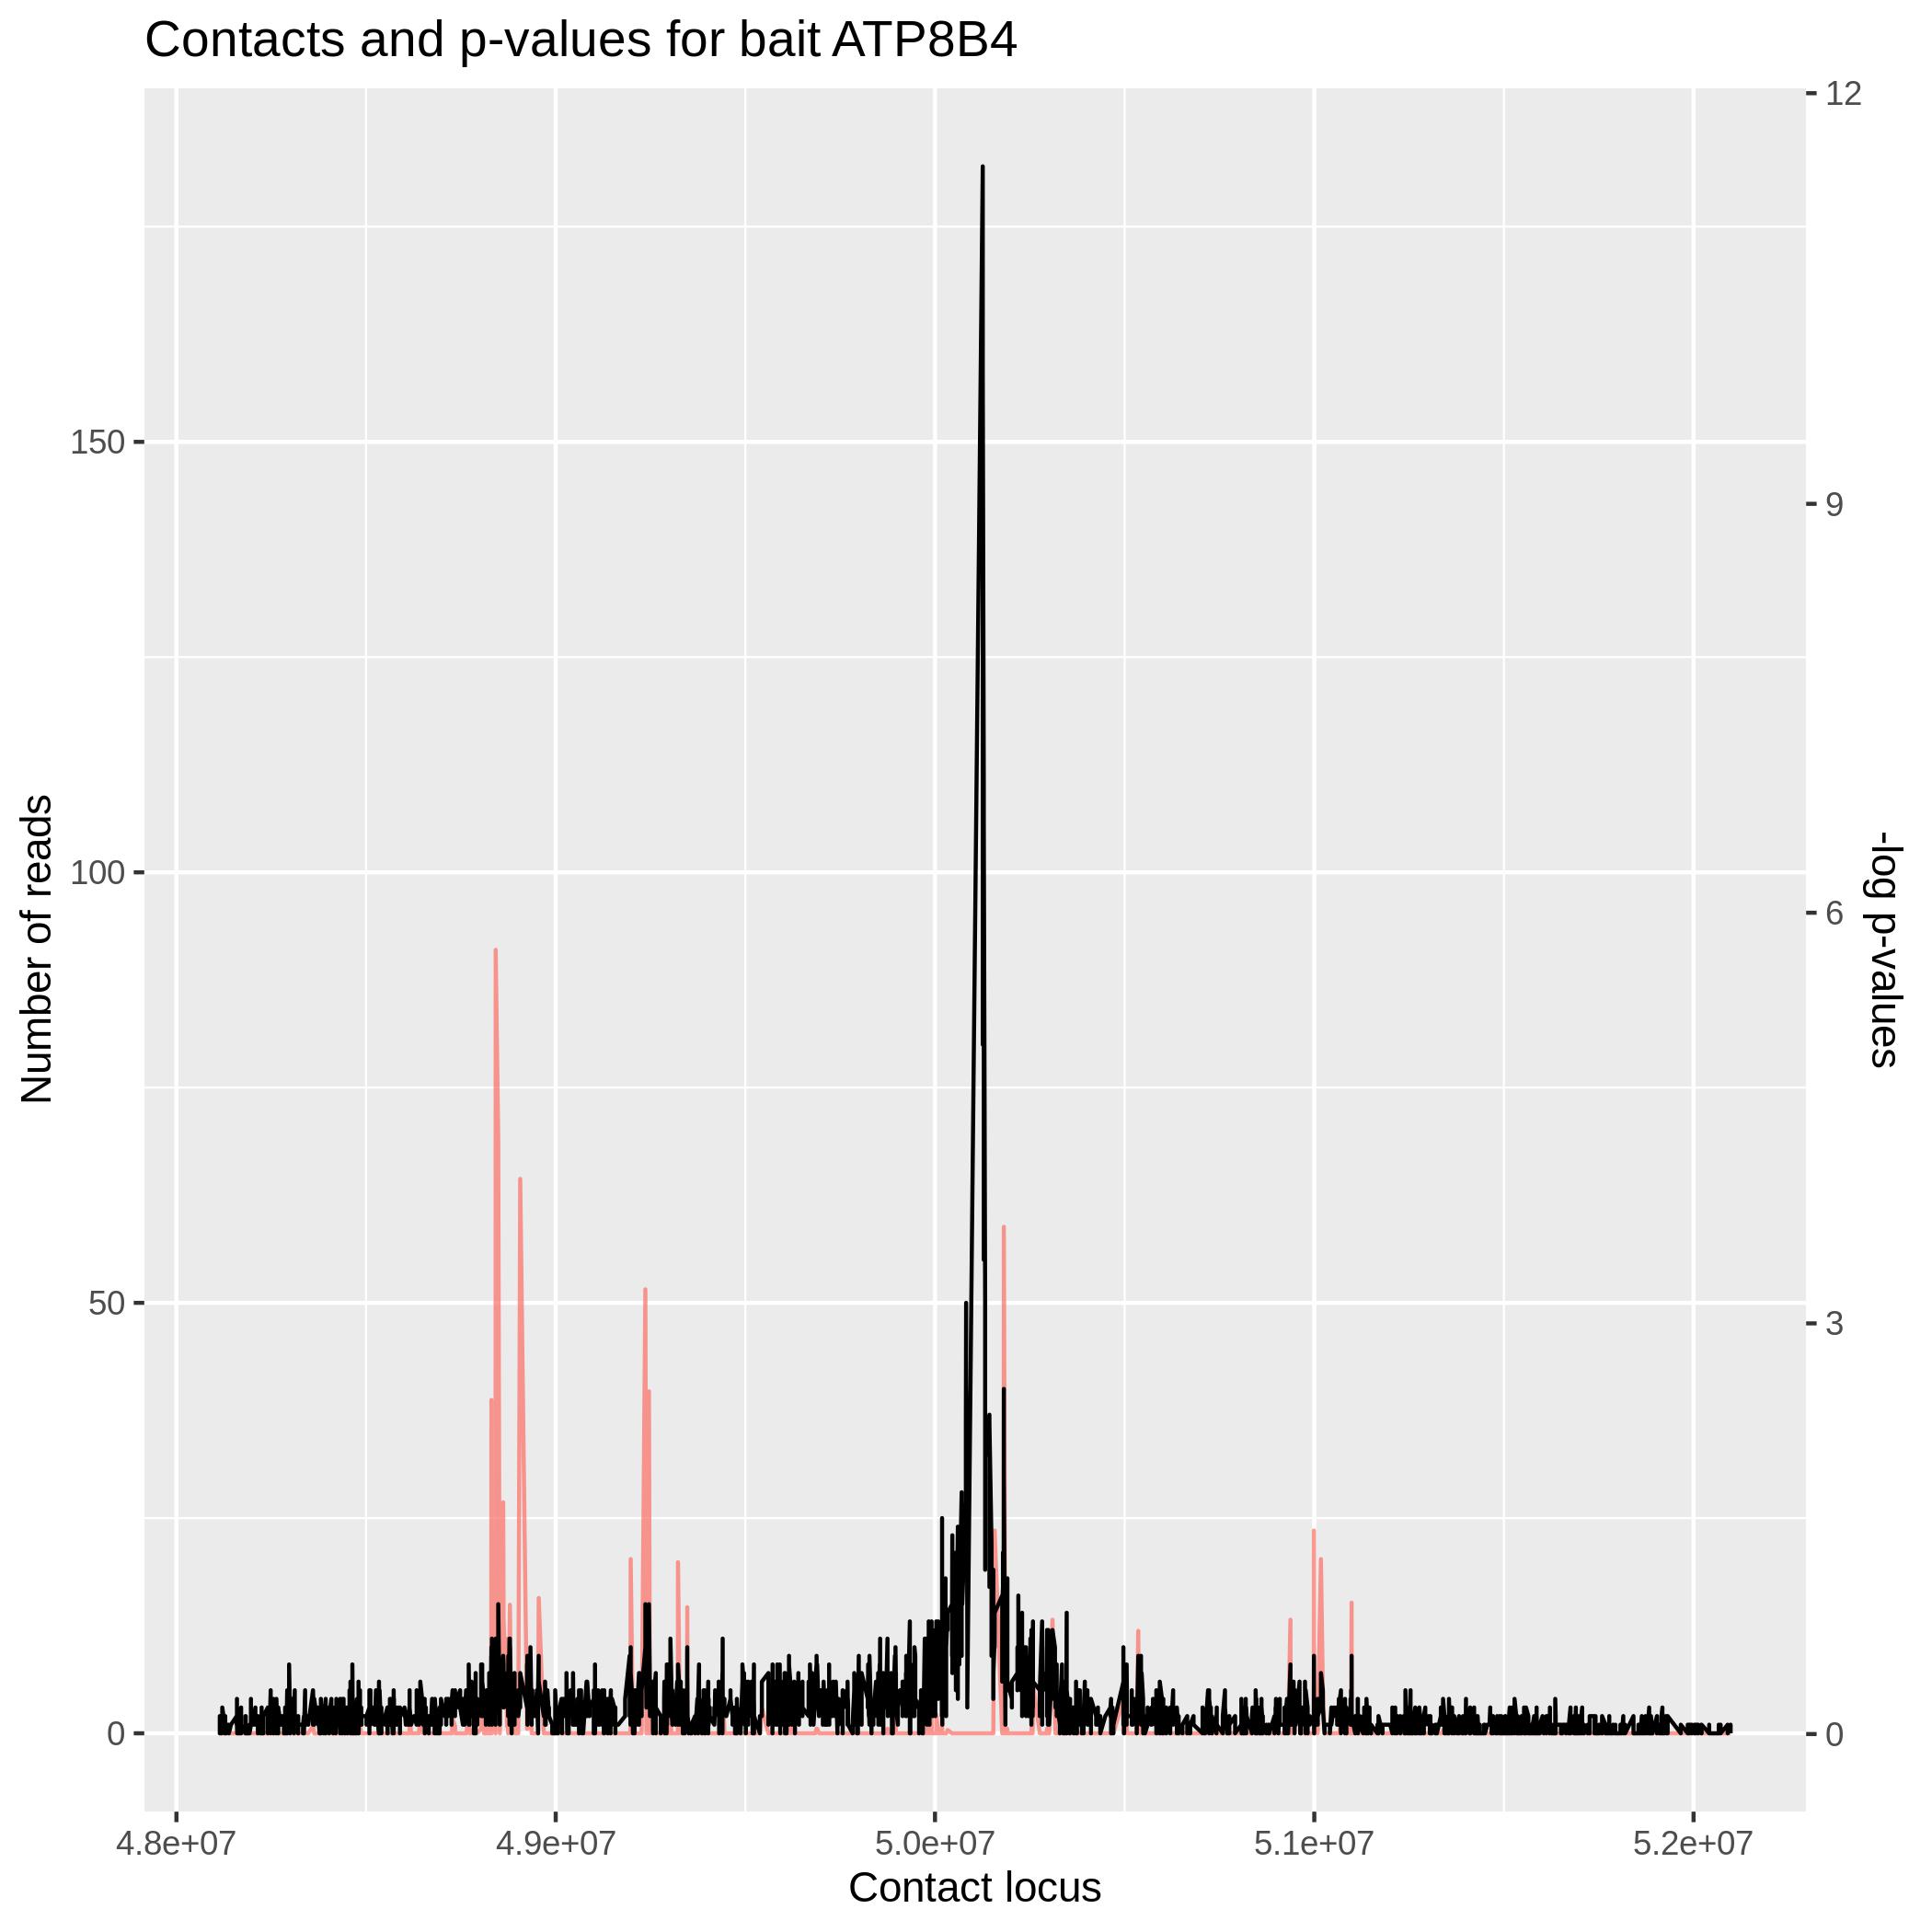 Contacts and p-values for bait ATP8B4
Number of reads
150
100
50
0
12
9
6
3
0
-log p-values
4.8e+07
4.9e+07
5.0e+07
5.1e+07
5.2e+07
Contact locus